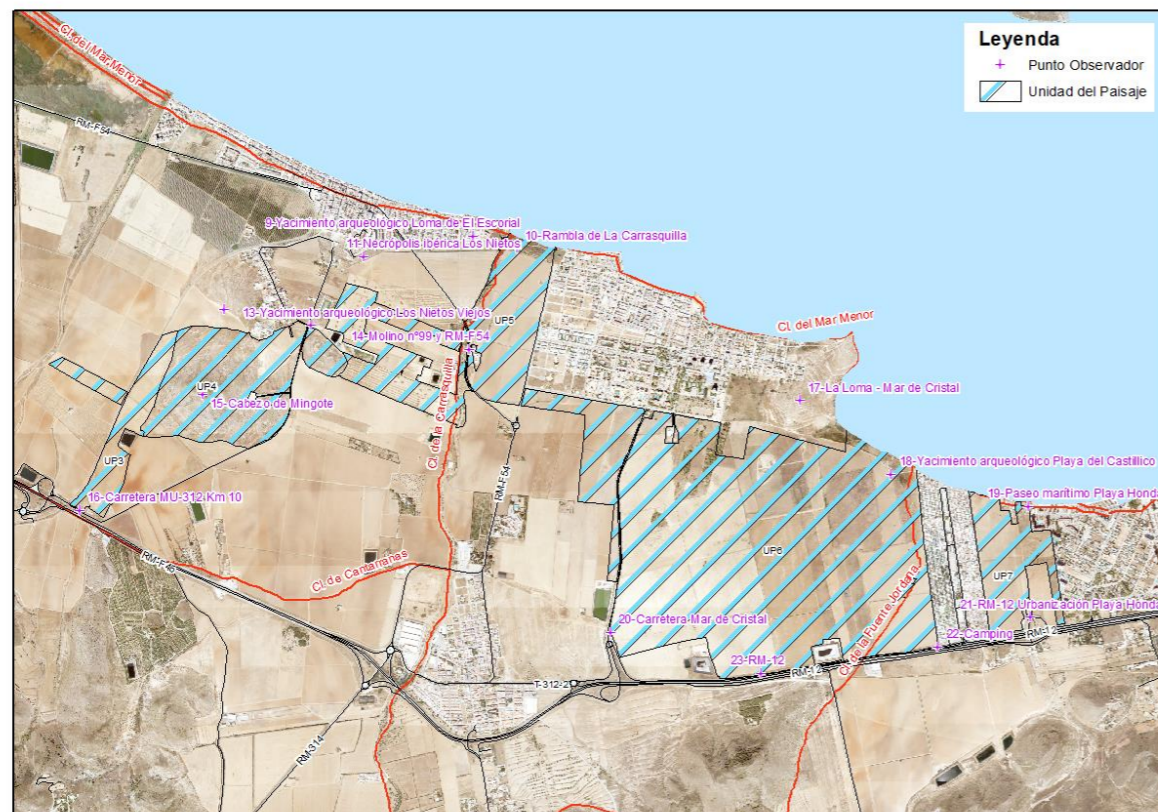 Leyenda
Punto Observador
Unidad del Paisaje
Cl. del Mar Menor
RM-F54
9-Yacimiento arqueológico Loma de El Escorial
10-Rambla de La Carrasquilla
11-Necrópolis ibérica Los Nietos
13-Yacimiento arqueológico Los Nietos Viejos
Cl. del Mar Menor
UP5
14-Molino nº99 y RM-F54
UP4
15-Cabezo de Mingote
17-La Loma - Mar de Cristal
Cl. de la Carrasquilla
UP3
RM-F54
18-Yacimiento arqueológico Playa del Castillico
16-Carretera MU-312 Km 10
19-Paseo marítimo Playa Honda
RM-F45
Cl. de Cantarranas
UP6
UP7
Cl. de la Fuente Jordana
21-RM-12 Urbanización Playa Honda
20-Carretera Mar de Cristal
22-Camping
RM-12
23-RM-12
RM-12
T-312-2
RM-314